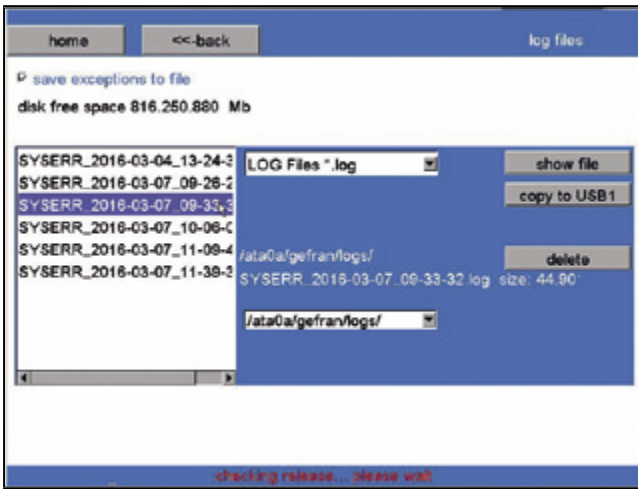 home
<<-back
log files
save exceptions to file
disk free space 816.250.880 Mb
SYSERR_2016-03-04_13-24-3
SYSERR_2016-03-07_09-26-2
SYSERR_2016-03-07_09-33-3
SYSERR_2016-03-07_10-06-0
SYSERR_2016-03-07_11-09-4
SYSERR_2016-03-07_11-39-3
LOG Files *.log
show file
copy to USB1
/ata0a/gefran/logs/
delete
SYSERR_2016-03-07_09-33-32.log size: 44.90
/ata0a/gefran/logs/
checking release... please wait